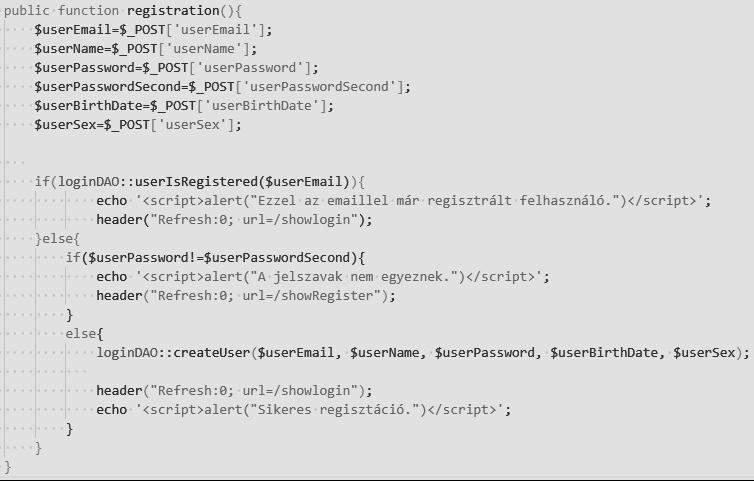 public function registration(){
$userEmail=$_POST['userEmail'];
$userName=$_POST['userName'];
$userPassword=$_POST['userPassword'];
$userPasswordSecond=$_POST['userPasswordSecond'];
$userBirthDate=$_POST['userBirthDate'];
$userSex=$_POST['userSex'];
if(loginDAO::userIsRegistered($userEmail)){
echo '<script>alert("Ezzel az emaillel már regisztrált felhasználó.")</script>';
header("Refresh:0; url=/showlogin");
}else{
if($userPassword!=$userPasswordSecond){
echo '<script>alert("A jelszavak nem egyeznek.")</script>';
header("Refresh:0; url=/showRegister");
}
else{
loginDAO::createUser($userEmail, $userName, $userPassword, $userBirthDate, $userSex);
header("Refresh:0; url=/showlogin");
echo '<script>alert("Sikeres regisztáció.")</script>';
}
}
}